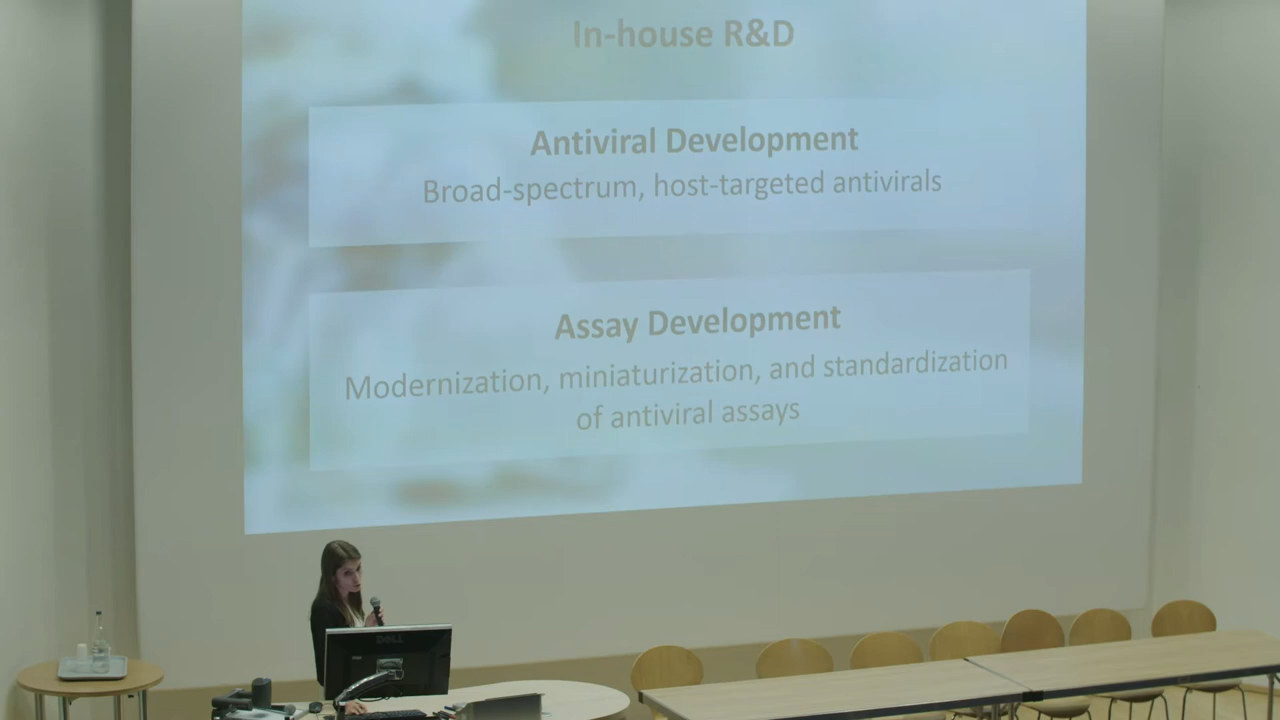 In-house R&D
Antiviral Development
Broad-spectrum, host-targeted antivirals
Assay Development
Modernization, miniaturization, and standardization
of antiviral assays
DELL